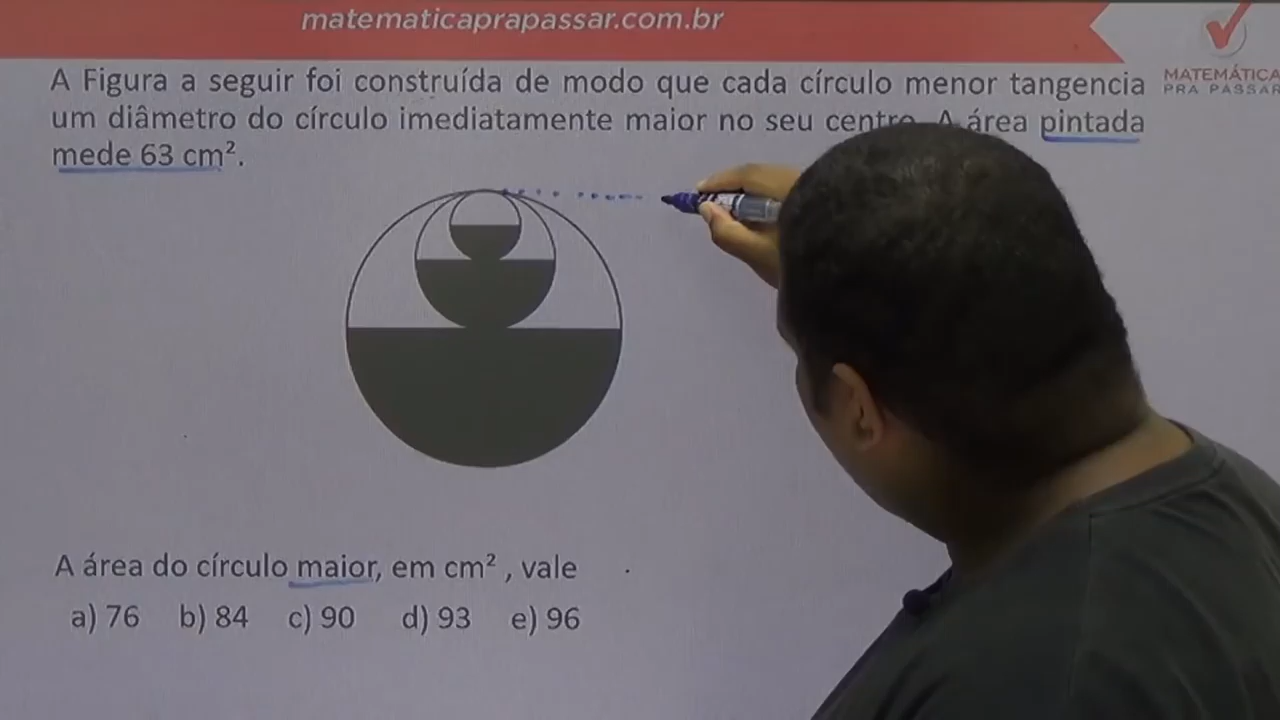 matematicaprapassar.com.br
MATEMÁTICA
PRA PASSAR
A Figura a seguir foi construída de modo que cada círculo menor tangencia
um diâmetro do círculo imediatamente maior no seu centro. A área pintada
mede 63 cm².
A área do círculo maior, em cm² , vale
a) 76 b) 84 c) 90 d) 93 e) 96